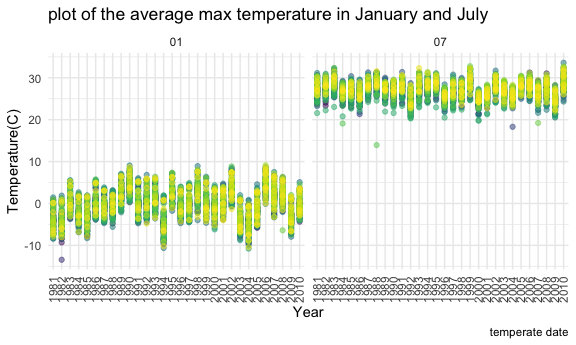 plot of the average max temperature in January and July
01 07
Temperature(C)
30
20
10
0
-10
1981 1982 1983 1984 1985 1986 1987 1988 1989 1990 1991 1992 1993 1994 1995 1996 1997 1998 1999 2000 2001 2002 2003 2004 2005 2006 2007 2008 2009 2010
1981 1982 1983 1984 1985 1986 1987 1988 1989 1990 1991 1992 1993 1994 1995 1996 1997 1998 1999 2000 2001 2002 2003 2004 2005 2006 2007 2008 2009 2010
Year
temperate date